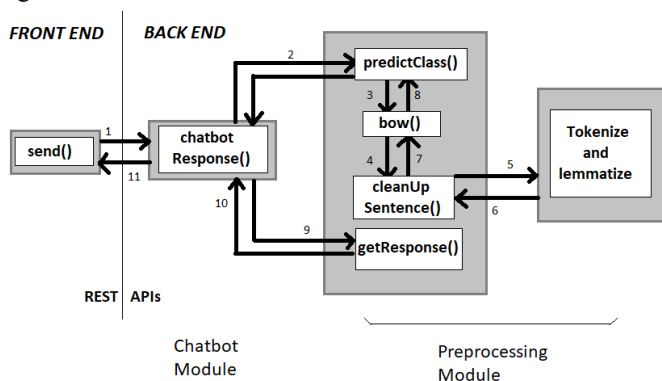 FRONT END
BACK END
2
predictClass()
3
8
1
send()
chatbot
Response()
bow()
Tokenize
and
lemmatize
11
4
7
5
cleanUp
Sentence()
6
10
9
getResponse()
REST
APIs
Chatbot
Module
Preprocessing
Module